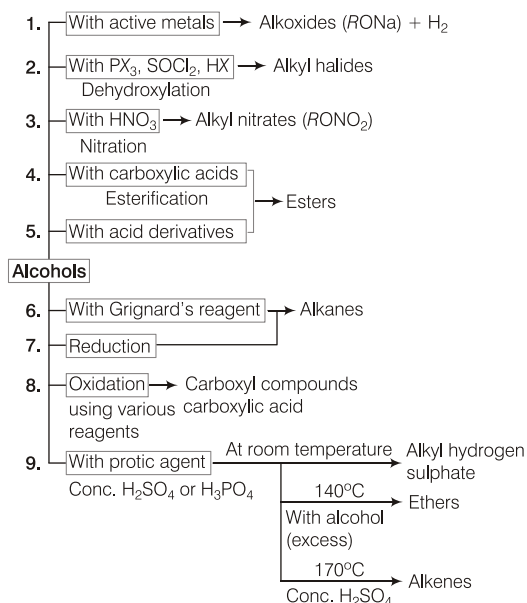 1. With active metals → Alkoxides (RONa) + H₂
2. With PX₃, SOCl₂, HX → Alkyl halides
Dehydroxylation
3. With HNO₃ → Alkyl nitrates (RONO₂)
Nitration
4. With carboxylic acids
Esterification
→ Esters
5. With acid derivatives
Alcohols
6. With Grignard's reagent → Alkanes
7. Reduction
8. Oxidation → Carboxyl compounds
using various carboxylic acid
reagents
At room temperature
9. With protic agent → Alkyl hydrogen
sulphate
Conc. H₂SO₄ or H₃PO₄
140°C
→ Ethers
With alcohol
(excess)
170°C
→ Alkenes
Conc. H₂SO₄